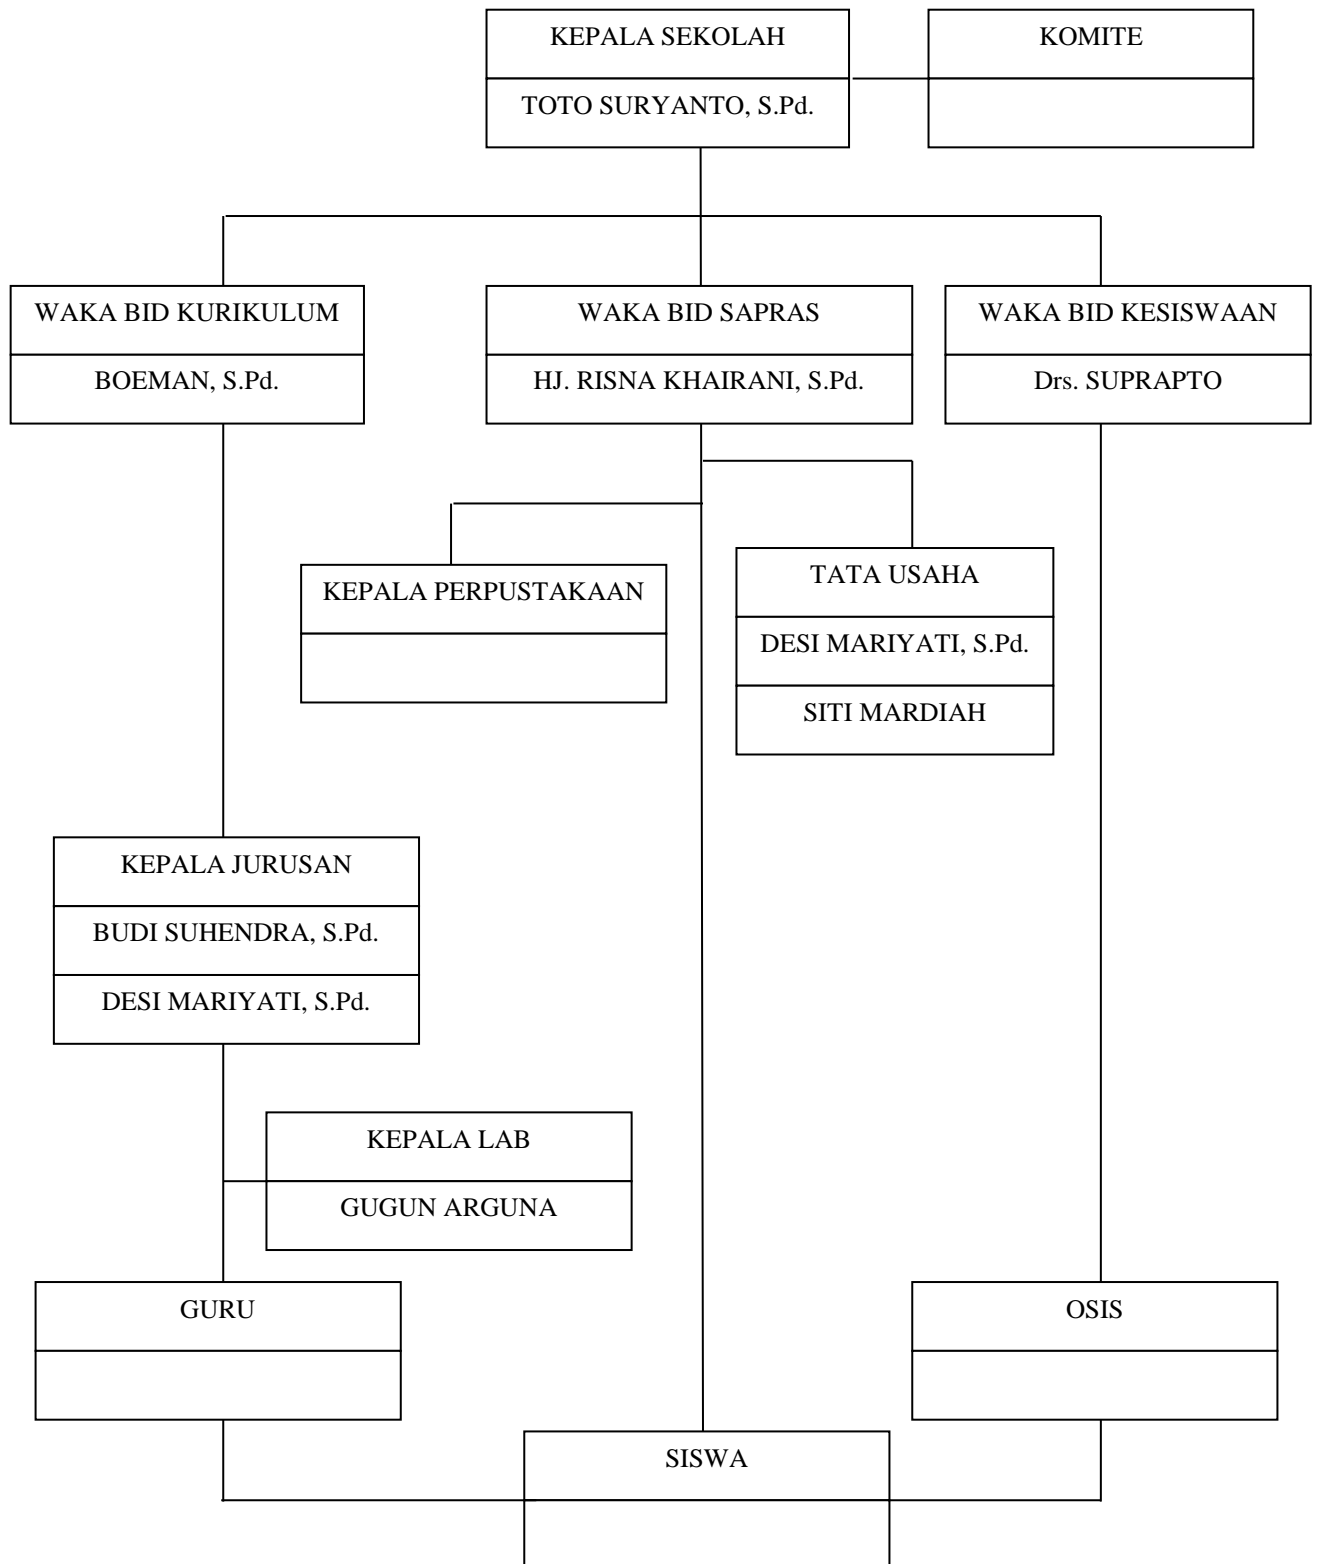 KEPALA SEKOLAH
TOTO SURYANTO, S.Pd.
KOMITE
WAKA BID KURIKULUM
BOEMAN, S.Pd.
WAKA BID SAPRAS
HJ. RISNA KHAIRANI, S.Pd.
WAKA BID KESISWAAN
Drs. SUPRAPTO
KEPALA PERPUSTAKAAN
TATA USAHA
DESI MARIYATI, S.Pd.
SITI MARDIAH
KEPALA JURUSAN
BUDI SUHENDRA, S.Pd.
DESI MARIYATI, S.Pd.
KEPALA LAB
GUGUN ARGUNA
GURU
OSIS
SISWA